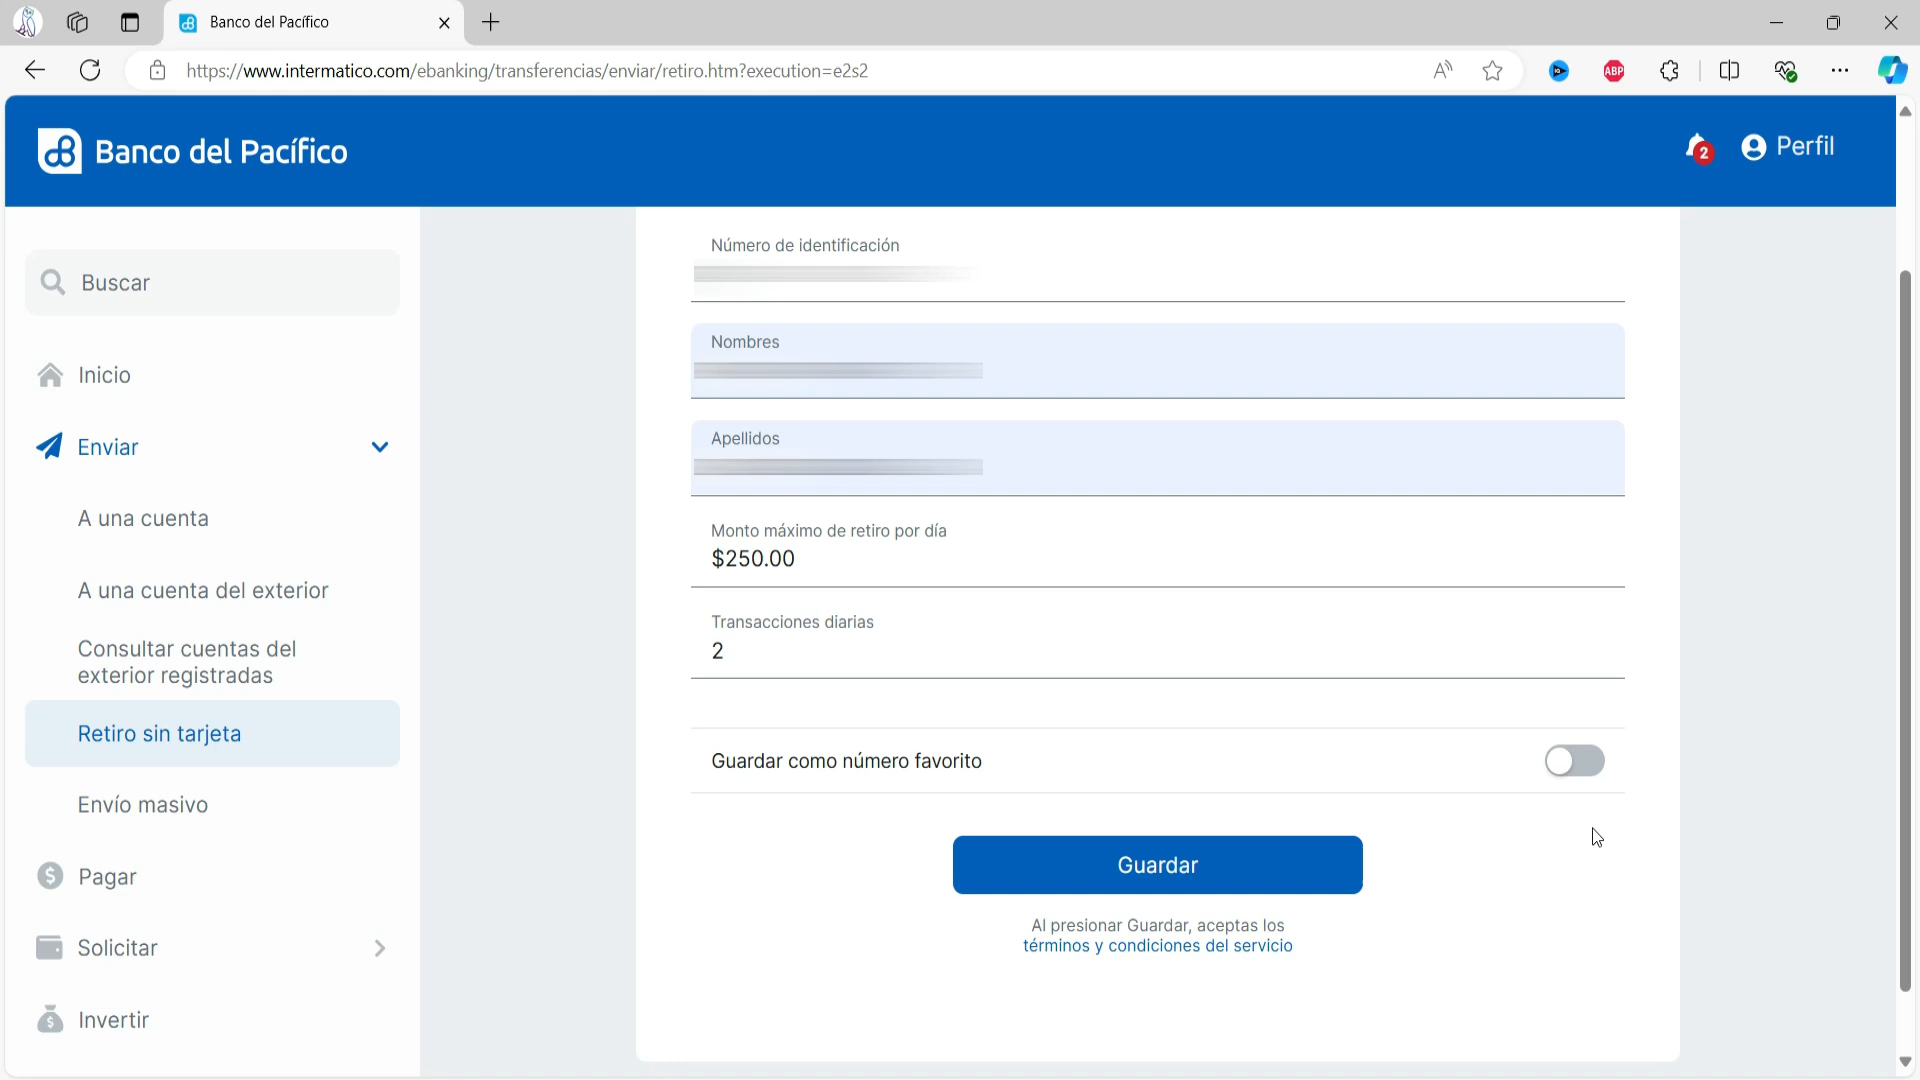 Banco del Pacífico
https://www.intermatico.com/ebanking/transferencias/enviar/retiro.htm?execution=e2s2
ABP
Banco del Pacífico
2
Perfil
Buscar
Inicio
Enviar
A una cuenta
A una cuenta del exterior
Consultar cuentas del
exterior registradas
Retiro sin tarjeta
Envío masivo
Pagar
Solicitar
Invertir
Número de identificación
Nombres
Apellidos
Monto máximo de retiro por día
$250.00
Transacciones diarias
2
Guardar como número favorito
Guardar
Al presionar Guardar, aceptas los
términos y condiciones del servicio